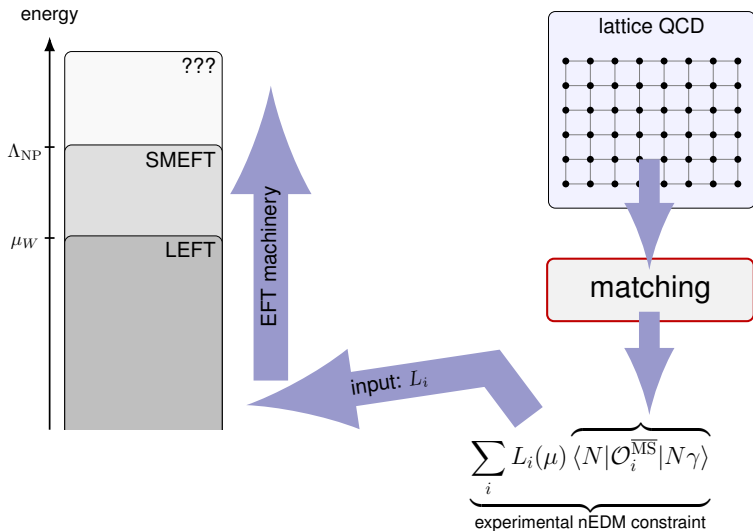 energy
???
Λ_NP
SMEFT
μ_W
LEFT
EFT machinery
input: L_i
lattice QCD
matching
∑_i L_i(μ) ⟨N|𝒪_i^{\overline{MS}}|Nγ⟩
experimental nEDM constraint